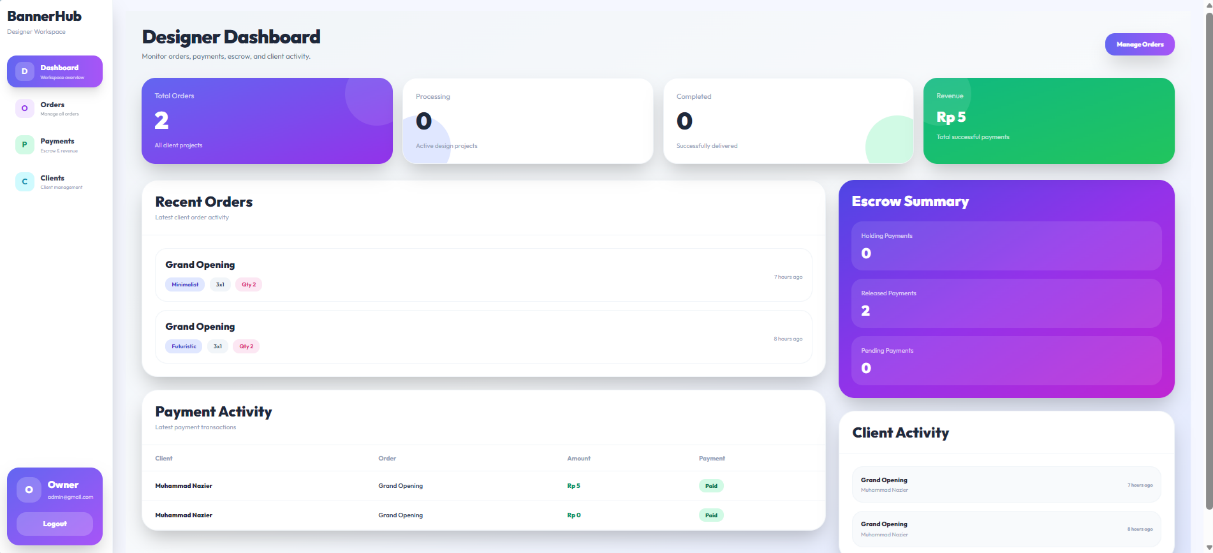 BannerHub
Designer Workspace
D
Dashboard
Workspace overview
O
Orders
Manage all orders
P
Payments
Escrow & revenue
C
Clients
Client management
O
Owner
admin@gmail.com
Logout
Designer Dashboard
Monitor orders, payments, escrow, and client activity.
Manage Orders
Total Orders
2
All client projects
Processing
0
Active design projects
Completed
0
Successfully delivered
Revenue
Rp 5
Total successful payments
Recent Orders
Latest client order activity
Grand Opening
Minimalist 3x1 Qty 2
7 hours ago
Grand Opening
Futuristic 3x1 Qty 2
8 hours ago
Payment Activity
Latest payment transactions
Client Order Amount Payment
Muhammad Nazier Grand Opening Rp 5 Paid
Muhammad Nazier Grand Opening Rp 0 Paid
Escrow Summary
Holding Payments
0
Released Payments
2
Pending Payments
0
Client Activity
Grand Opening
Muhammad Nazier
7 hours ago
Grand Opening
Muhammad Nazier
8 hours ago